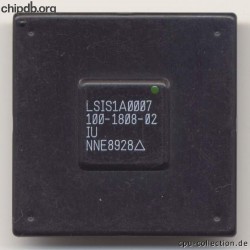 chipdb.org
LSIS1A0007
100-1808-02
IU
NNE8928△
cpu-collection.de